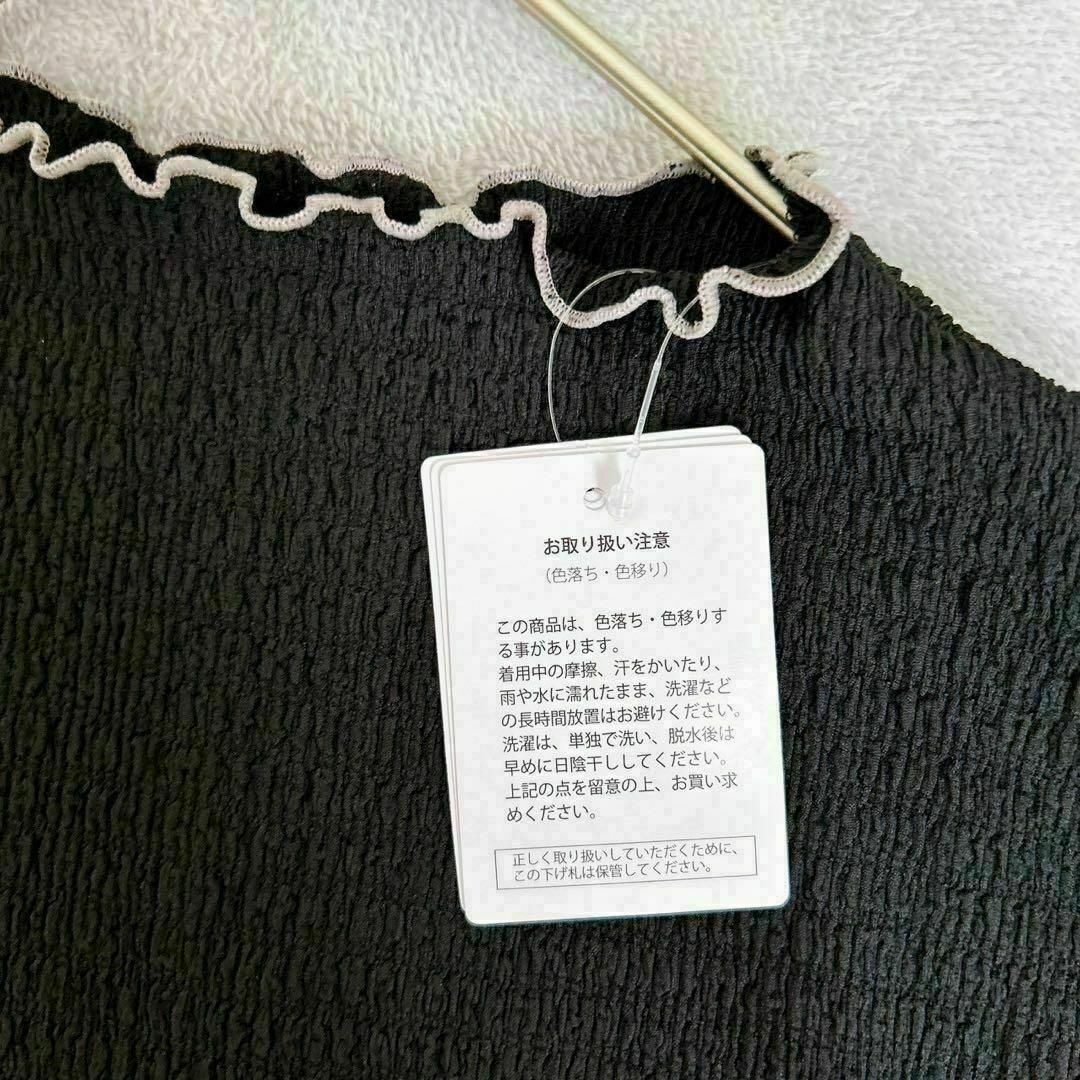 お取り扱い注意
(色落ち・色移り)
この商品は、色落ち・色移りす
る事があります。
着用中の摩擦、汗をかいたり、
雨や水に濡れたまま、洗濯など
の長時間放置はお避けください。
洗濯は、単独で洗い、脱水後は
早めに日陰干ししてください。
上記の点を留意の上、お買い求
めください。
正しく取り扱いしていただくために、
この下げ札は保管してください。